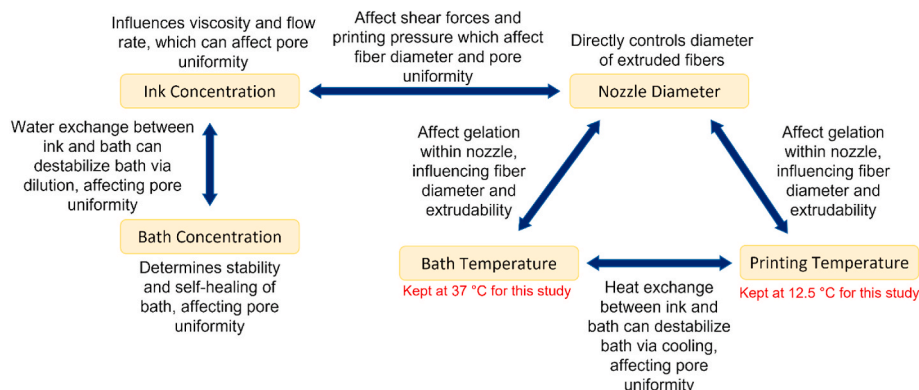 Influences viscosity and flow
rate, which can affect pore
uniformity
Affect shear forces and
printing pressure which affect
fiber diameter and pore
uniformity
Directly controls diameter
of extruded fibers
Ink Concentration
Nozzle Diameter
Water exchange between
ink and bath can
destabilize bath via
dilution, affecting pore
uniformity
Affect gelation
within nozzle,
influencing fiber
diameter and
extrudability
Affect gelation
within nozzle,
influencing fiber
diameter and
extrudability
Bath Concentration
Determines stability
and self-healing of
bath, affecting pore
uniformity
Bath Temperature
Kept at 37 °C for this study
Printing Temperature
Kept at 12.5 °C for this study
Heat exchange
between ink and
bath can destabilize
bath via cooling,
affecting pore
uniformity